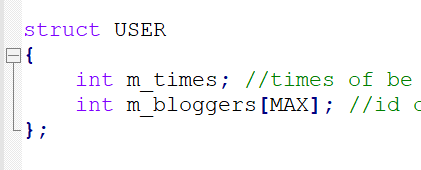 struct USER
{
int m_times; //times of be
int m_bloggers[MAX]; //id
};